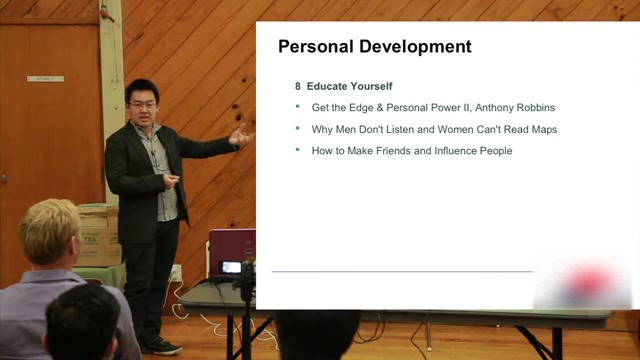 Personal Development
8 Educate Yourself
• Get the Edge & Personal Power II, Anthony Robbins
• Why Men Don't Listen and Women Can't Read Maps
• How to Make Friends and Influence People
TEA